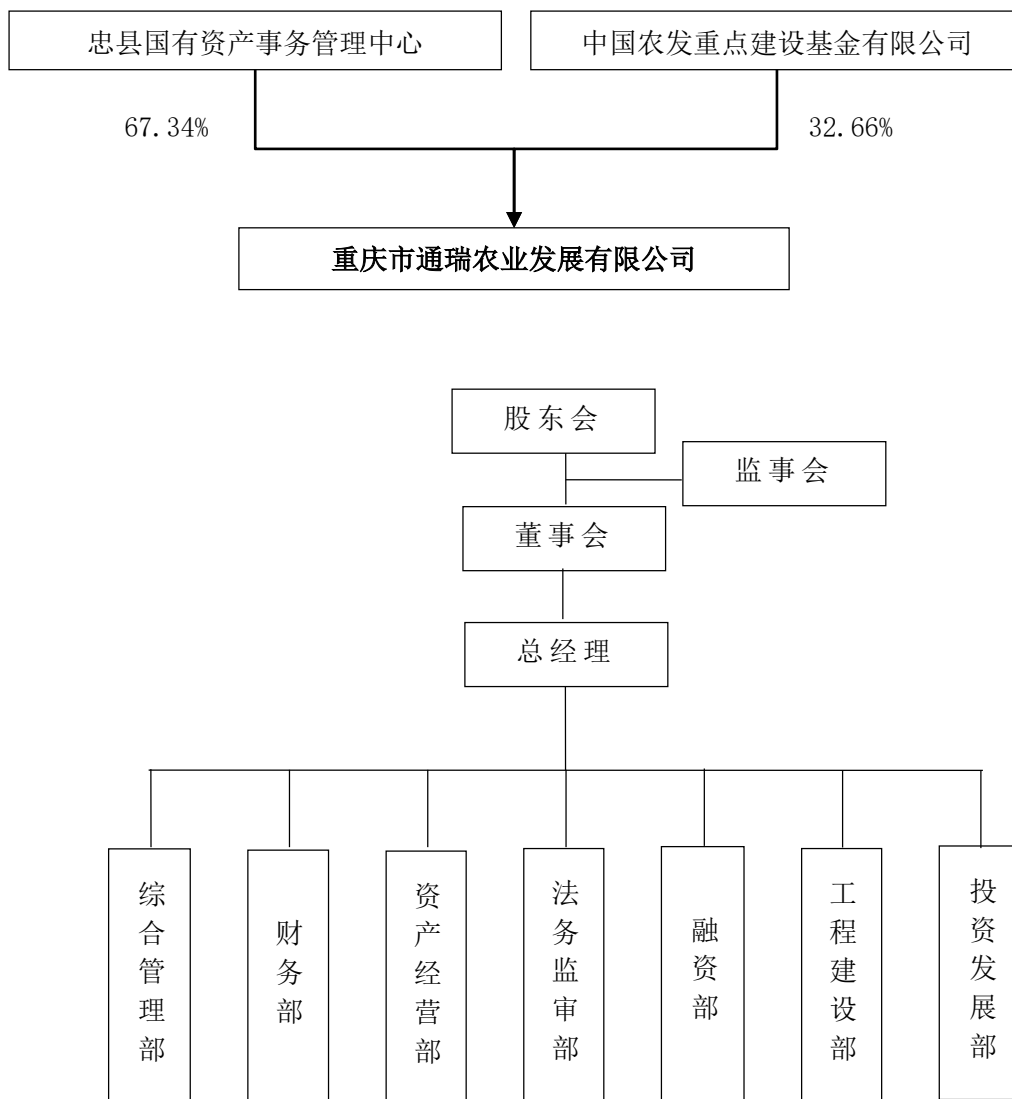 忠县国有资产事务管理中心
中国农发重点建设基金有限公司
67.34%
32.66%
重庆市通瑞农业发展有限公司
股东会
监事会
董事会
总经理
综合管理部
财务部
资产经营部
法务监审部
融资部
工程建设部
投资发展部